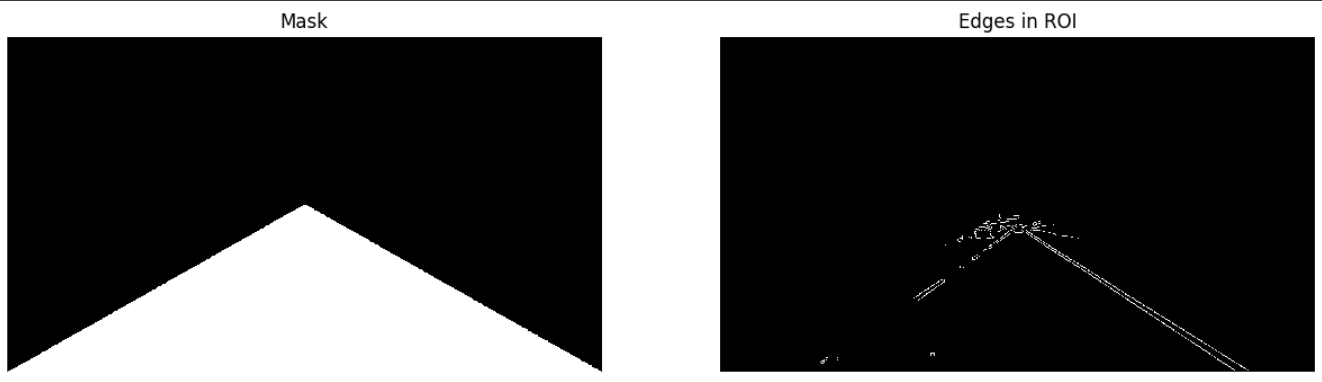 Mask
Edges in ROI